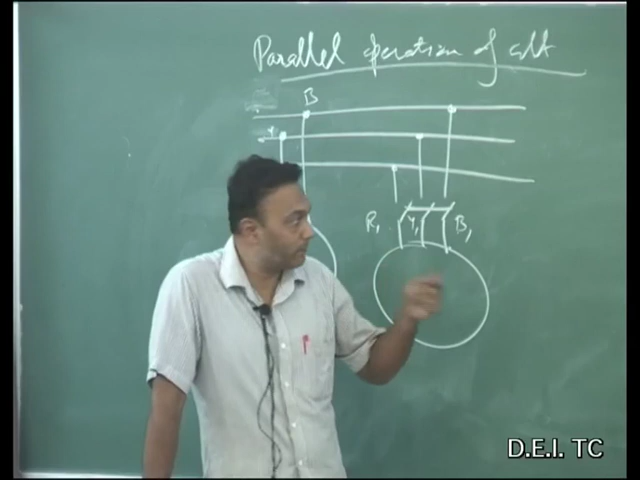 Parallel operation of alt
B
Y
R₁ Y₁ B₁
D.E.I. TC